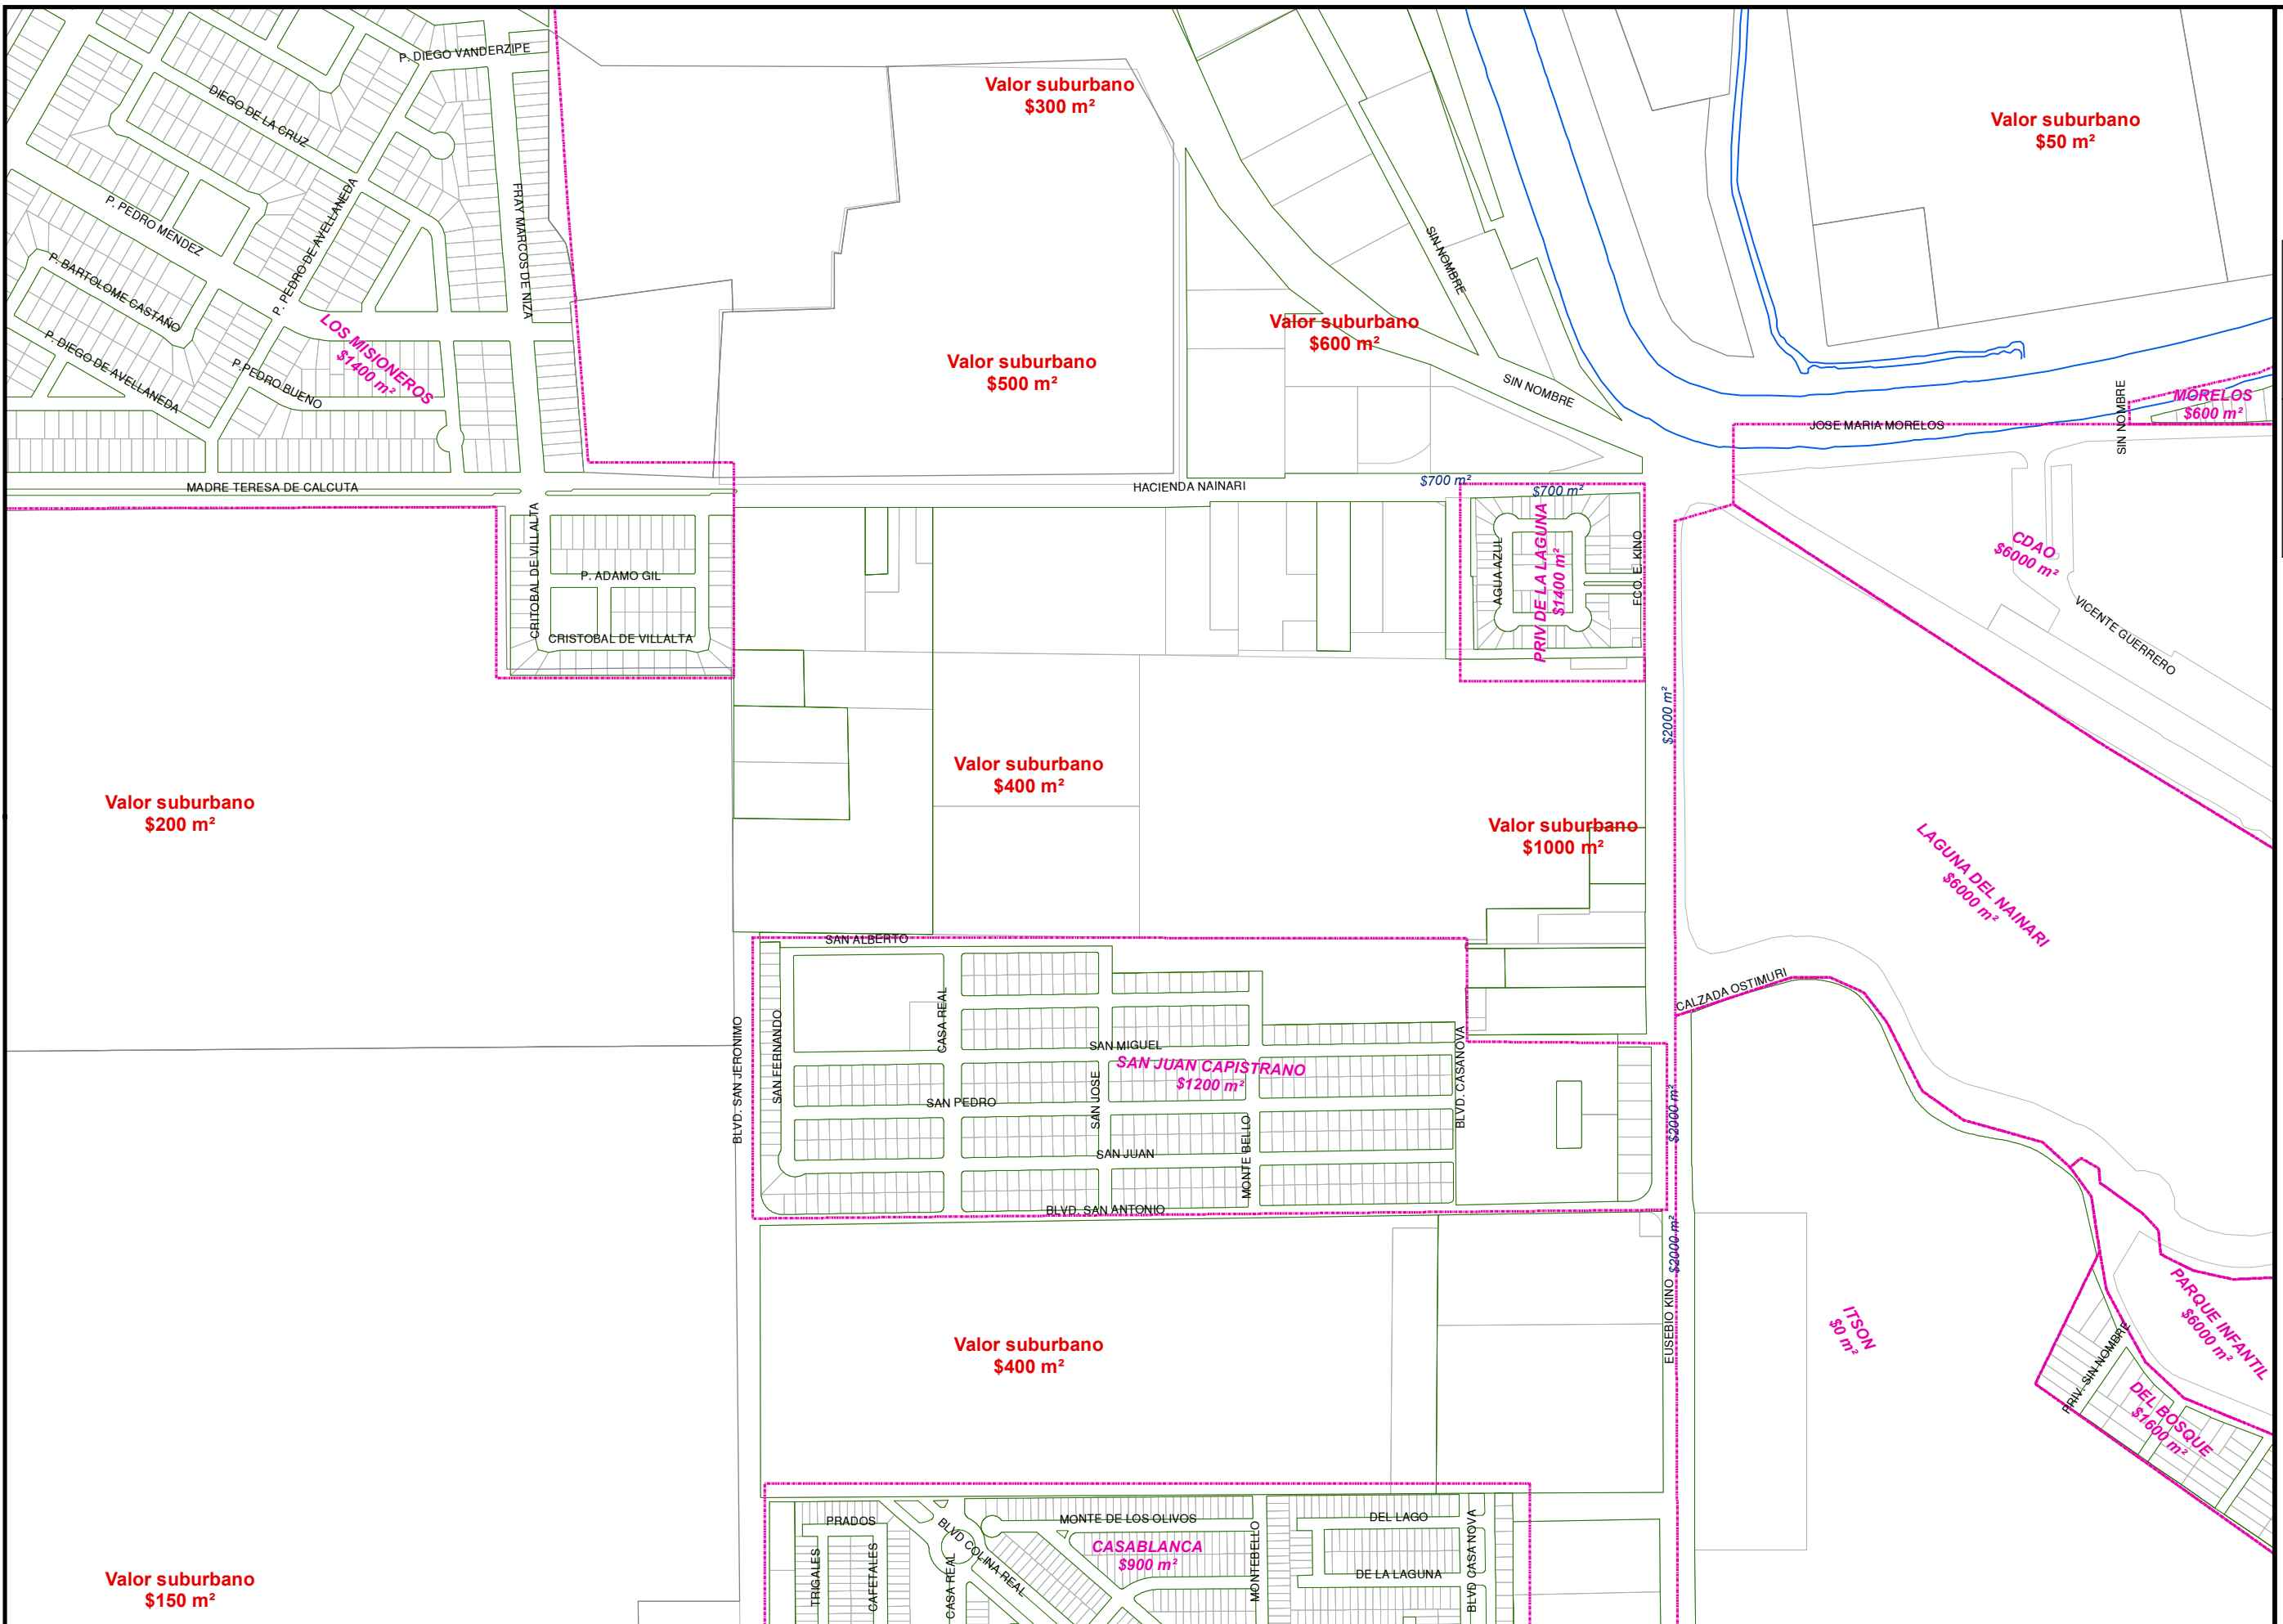 P. DIEGO VANDERZIPE
DIEGO DE LA CRUZ
Valor suburbano
$300 m²
Valor suburbano
$50 m²
P. PEDRO MENDEZ
P. PEDRO DE AVELLANEDA
FRAY MARCOS DE NIZA
P. BARTOLOME CASTAÑO
SIN NOMBRE
LOS MISIONEROS
$1400 m²
P. DIEGO DE AVELLANEDA
P.PEDRO BUENO
Valor suburbano
$500 m²
Valor suburbano
$600 m²
SIN NOMBRE
SIN NOMBRE
MORELOS
$600 m²
JOSE MARIA MORELOS
MADRE TERESA DE CALCUTA
HACIENDA NAINARI
$700 m²
$700 m²
CRITOBAL DE VILLALTA
P. ADAMO GIL
CRISTOBAL DE VILLALTA
AGUA AZUL
PRIV DE LA LAGUNA
$1400 m²
FCO. E. KINO
CDAO
$6000 m²
VICENTE GUERRERO
$2000 m²
Valor suburbano
$200 m²
Valor suburbano
$400 m²
Valor suburbano
$1000 m²
LAGUNA DEL NAINARI
$6000 m²
SAN ALBERTO
CALZADA OSTIMURI
BLVD. SAN JERONIMO
SAN FERNANDO
CASA REAL
SAN MIGUEL
SAN JUAN CAPISTRANO
$1200 m²
BLVD. CASANOVA
SAN PEDRO
SAN JOSE
$2000 m²
SAN JUAN
MONTE BELLO
BLVD. SAN ANTONIO
$2000 m²
EUSEBIO KINO
Valor suburbano
$400 m²
ITSON
$0 m²
PARQUE INFANTIL
$6000 m²
PRIV. SIN NOMBRE
DEL BOSQUE
$1600 m²
PRADOS
BLVD COLINA REAL
MONTE DE LOS OLIVOS
DEL LAGO
CASABLANCA
$900 m²
TRIGALES
CAFETALES
CASA REAL
MONTEBELLO
DE LA LAGUNA
BLVD CASA NOVA
Valor suburbano
$150 m²